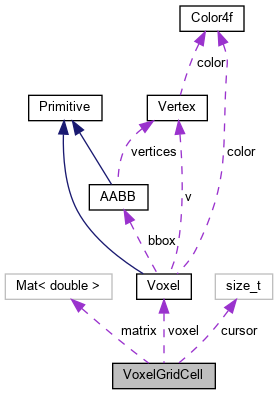 Color4f
color
Primitive
Vertex
vertices
v
color
AABB
bbox
Mat< double >
Voxel
size_t
matrix
voxel
cursor
VoxelGridCell